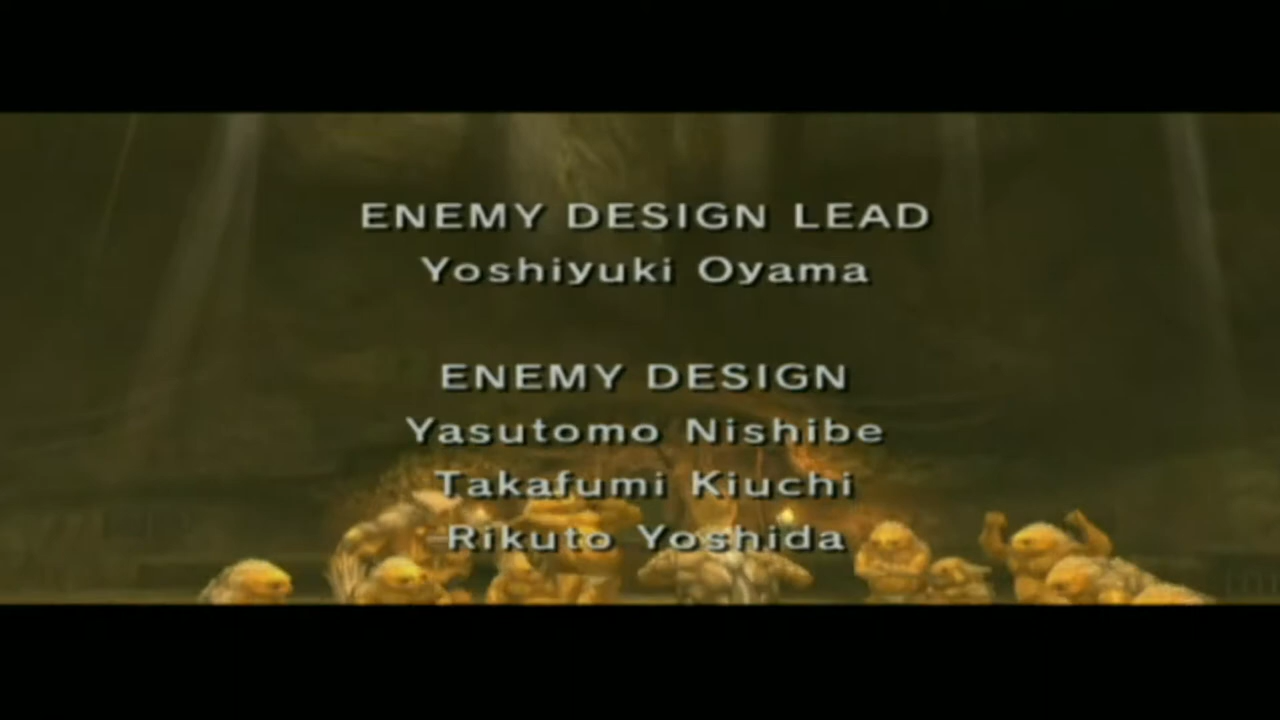 ENEMY DESIGN LEAD
Yoshiyuki Oyama
ENEMY DESIGN
Yasutomo Nishibe
Takafumi Kiuchi
Rikuto Yoshida